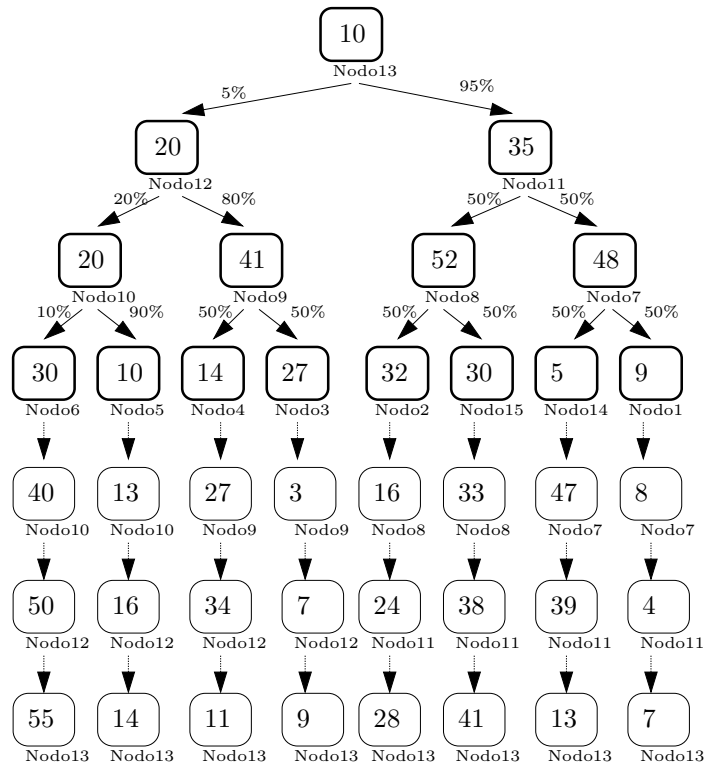 10
Nodo13
5% 95%
20 35
Nodo12 Nodo11
20% 80% 50% 50%
20 41 52 48
Nodo10 Nodo9 Nodo8 Nodo7
10% 90% 50% 50% 50% 50% 50% 50%
30 10 14 27 32 30 5 9
Nodo6 Nodo5 Nodo4 Nodo3 Nodo2 Nodo15 Nodo14 Nodo1
40 13 27 3 16 33 47 8
Nodo10 Nodo10 Nodo9 Nodo9 Nodo8 Nodo8 Nodo7 Nodo7
50 16 34 7 24 38 39 4
Nodo12 Nodo12 Nodo12 Nodo12 Nodo11 Nodo11 Nodo11 Nodo11
55 14 11 9 28 41 13 7
Nodo13 Nodo13 Nodo13 Nodo13 Nodo13 Nodo13 Nodo13 Nodo13